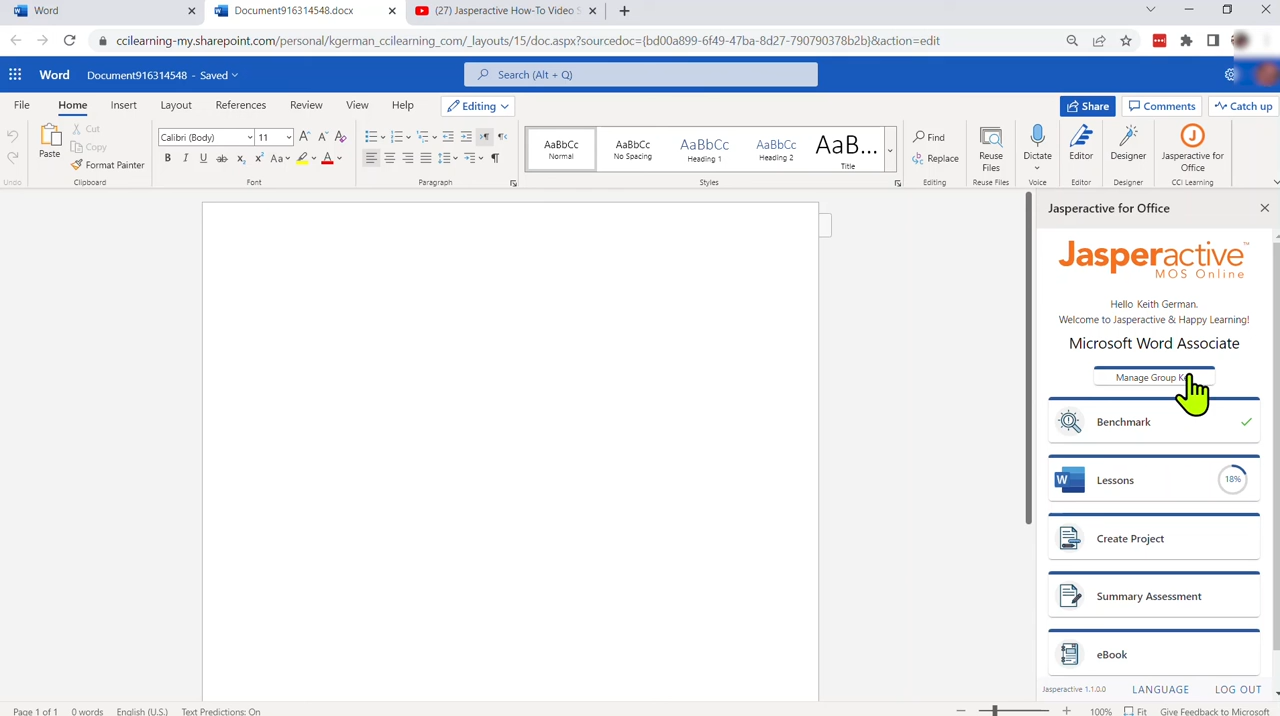 Word
Document916314548.docx
(27) Jasperactive How-To Video S
ccilearning-my.sharepoint.com/personal/kgerman_ccilearning_com/_layouts/15/doc.aspx?sourcedoc={bd00a899-6f49-47ba-8d27-790790378b2b}&action=edit
Word Document916314548 - Saved
Search (Alt + Q)
File Home Insert Layout References Review View Help Editing Share Comments Catch up
Paste Cut Copy Format Painter
Calibri (Body) 11
AaBbCc Normal
AaBbCc No Spacing
AaBbCc Heading 1
AaBbCc Heading 2
AaB... Title
Find
Replace
Reuse Files
Dictate
Editor
Designer
Jasperactive for Office
Undo Clipboard Font Paragraph Styles Editing Reuse Files Voice Editor Designer CCI Learning
Jasperactive for Office
Jasperactive™
MOS Online
Hello Keith German.
Welcome to Jasperactive & Happy Learning!
Microsoft Word Associate
Manage Group K
Benchmark
Lessons 18%
Create Project
Summary Assessment
eBook
Jasperactive 1.1.0.0 LANGUAGE LOG OUT
Page 1 of 1 0 words English (U.S.) Text Predictions: On 100% Fit Give Feedback to Microsoft